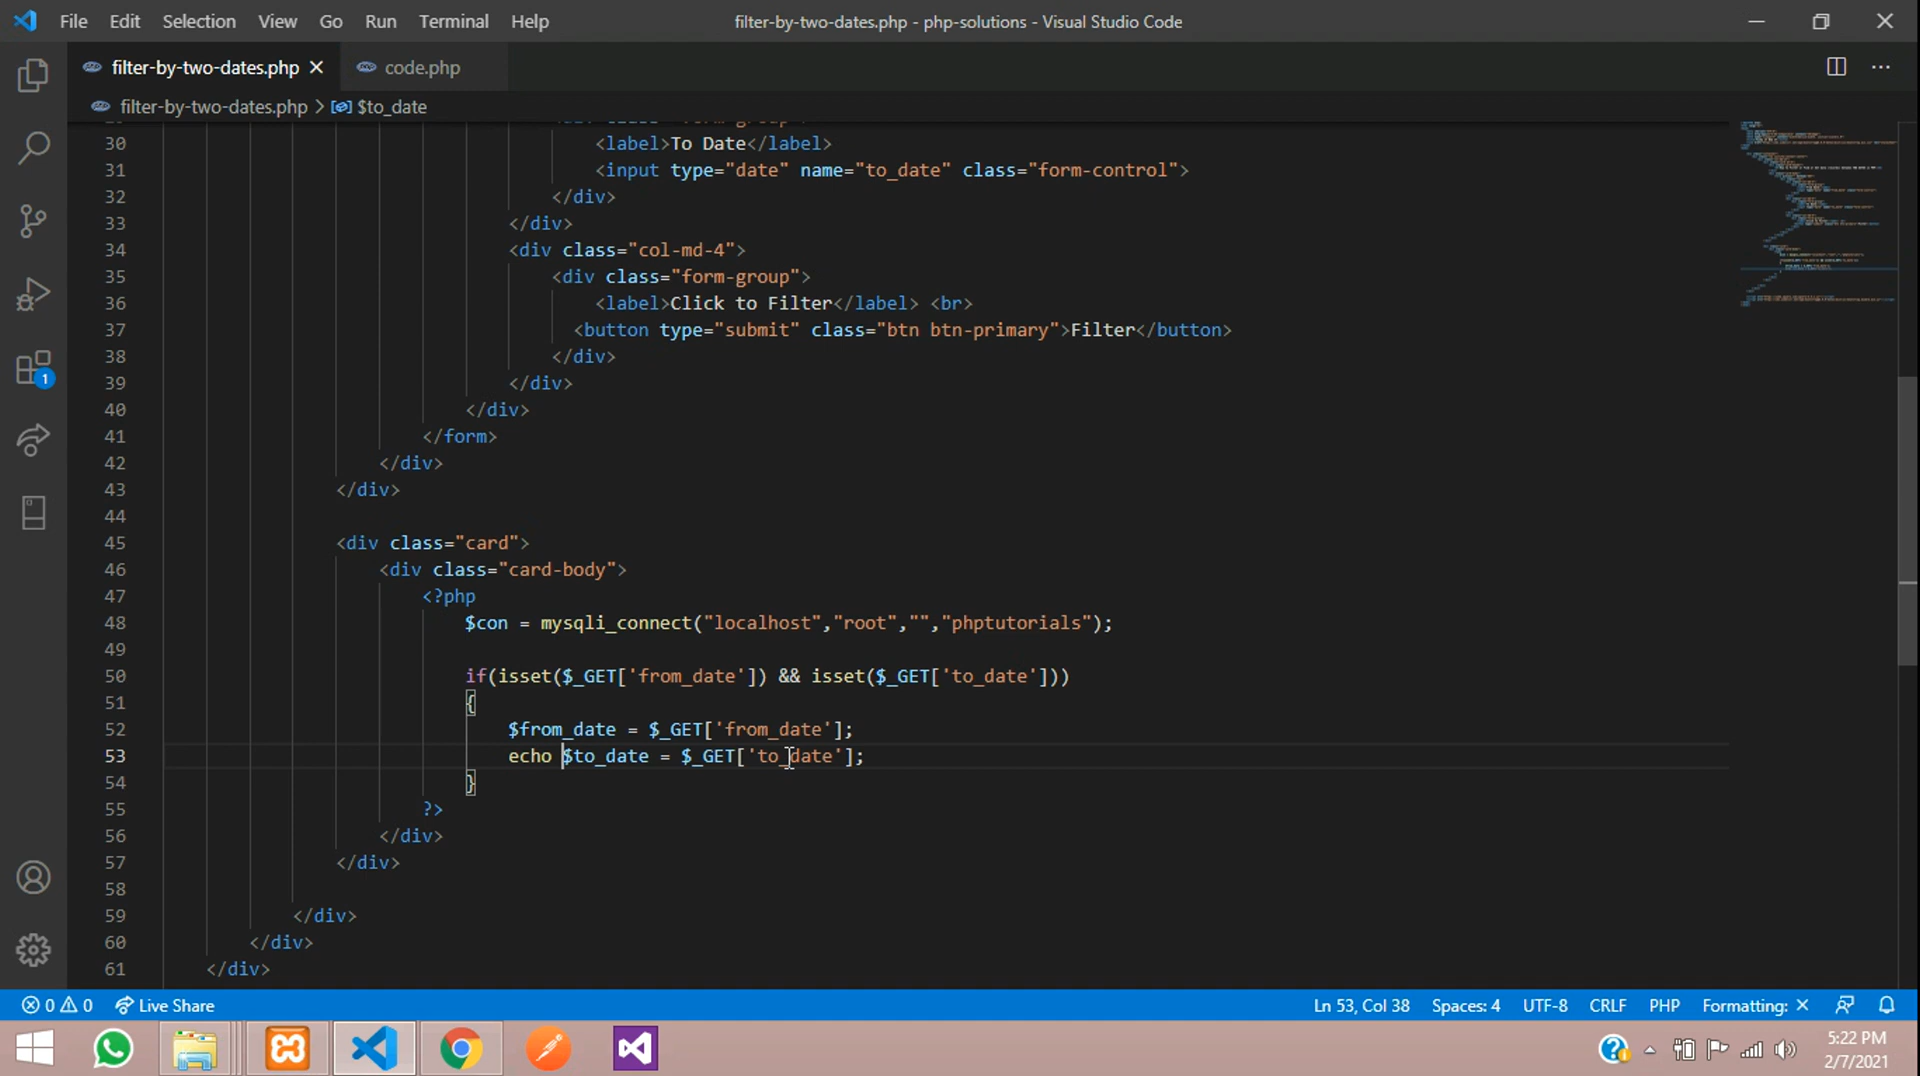 File Edit Selection View Go Run Terminal Help filter-by-two-dates.php - php-solutions - Visual Studio Code
filter-by-two-dates.php code.php
filter-by-two-dates.php > $to_date
30 <label>To Date</label>
31 <input type="date" name="to_date" class="form-control">
32 </div>
33 </div>
34 <div class="col-md-4">
35 <div class="form-group">
36 <label>Click to Filter</label> <br>
37 <button type="submit" class="btn btn-primary">Filter</button>
38 </div>
39 </div>
40 </div>
41 </form>
42 </div>
43 </div>
44
45 <div class="card">
46 <div class="card-body">
47 <?php
48 $con = mysqli_connect("localhost","root","","phptutorials");
49
50 if(isset($_GET['from_date']) && isset($_GET['to_date']))
51 {
52 $from_date = $_GET['from_date'];
53 echo $to_date = $_GET['to_date'];
54 }
55 ?>
56 </div>
57 </div>
58
59 </div>
60 </div>
61 </div>
1
0 0 Live Share Ln 53, Col 38 Spaces: 4 UTF-8 CRLF PHP Formatting: ×
5:22 PM
2/7/2021